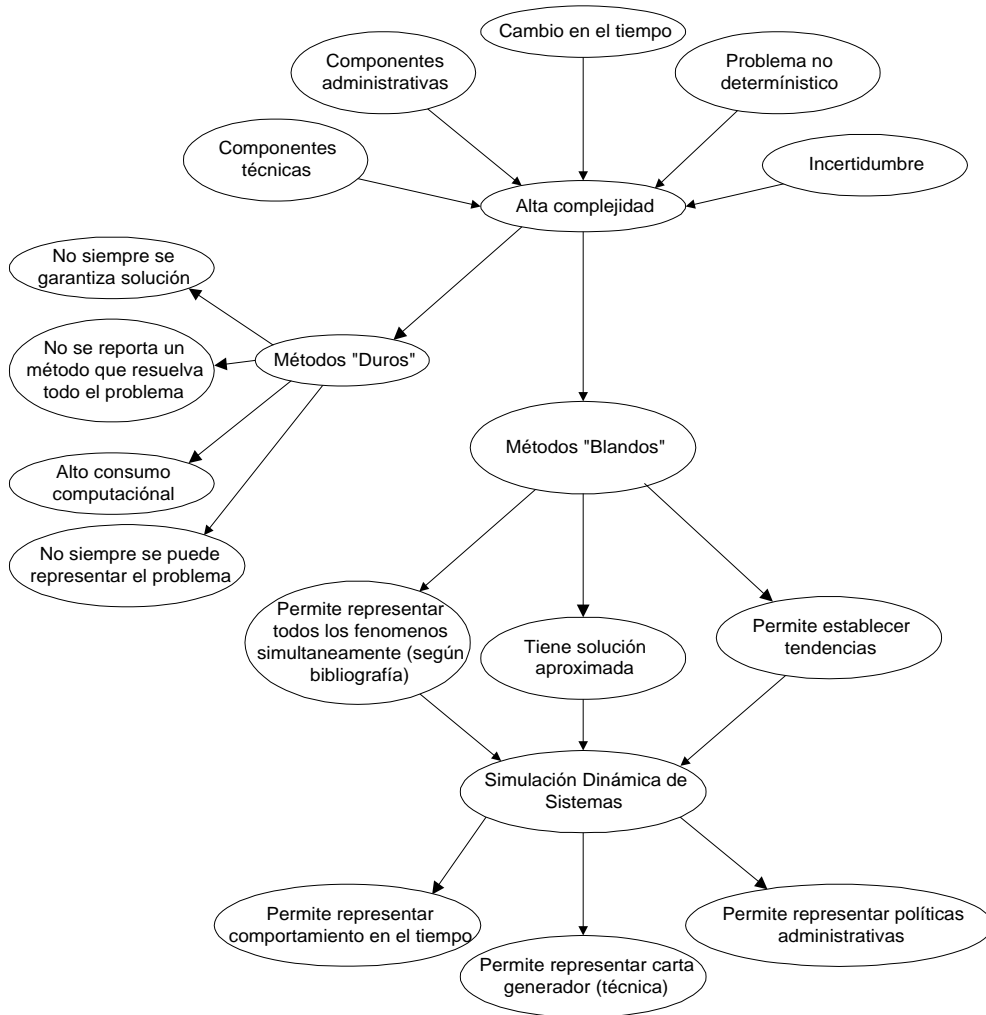 Cambio en el tiempo
Componentes
administrativas
Problema no
determínistico
Componentes
técnicas
Incertidumbre
Alta complejidad
No siempre se
garantiza solución
No se reporta un
método que resuelva
todo el problema
Métodos "Duros"
Alto consumo
computaciónal
No siempre se puede
representar el problema
Métodos "Blandos"
Permite representar
todos los fenomenos
simultaneamente (según
bibliografía)
Tiene solución
aproximada
Permite establecer
tendencias
Simulación Dinámica de
Sistemas
Permite representar
comportamiento en el tiempo
Permite representar carta
generador (técnica)
Permite representar políticas
administrativas